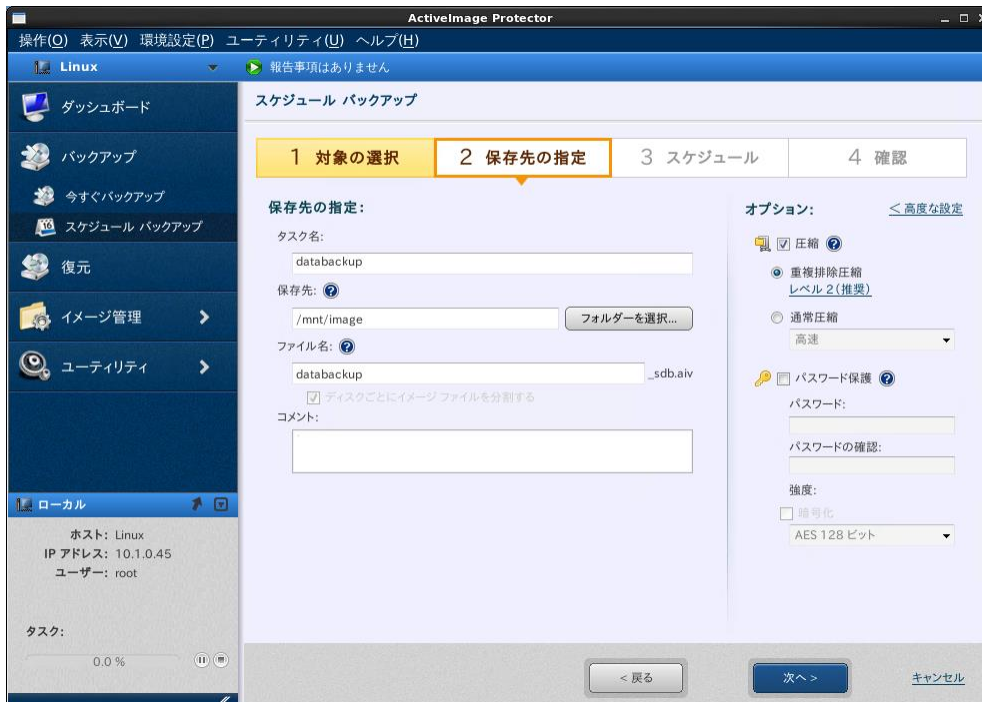 ActiveImage Protector
操作(O) 表示(V) 環境設定(P) ユーティリティ(U) ヘルプ(H)
Linux
報告事項はありません
ダッシュボード
バックアップ
今すぐバックアップ
スケジュール バックアップ
復元
イメージ管理
ユーティリティ
ローカル
ホスト: Linux
IP アドレス: 10.1.0.45
ユーザー: root
タスク:
0.0 %
スケジュール バックアップ
1 対象の選択
2 保存先の指定
3 スケジュール
4 確認
保存先の指定:
タスク名:
databackup
保存先:
/mnt/image
フォルダーを選択...
ファイル名:
databackup
_sdb.aiv
ディスクごとにイメージ ファイルを分割する
コメント:
オプション:
< 高度な設定
圧縮
重複排除圧縮
レベル 2 (推奨)
通常圧縮
高速
パスワード保護
パスワード:
パスワードの確認:
強度:
暗号化
AES 128 ビット
< 戻る
次へ >
キャンセル